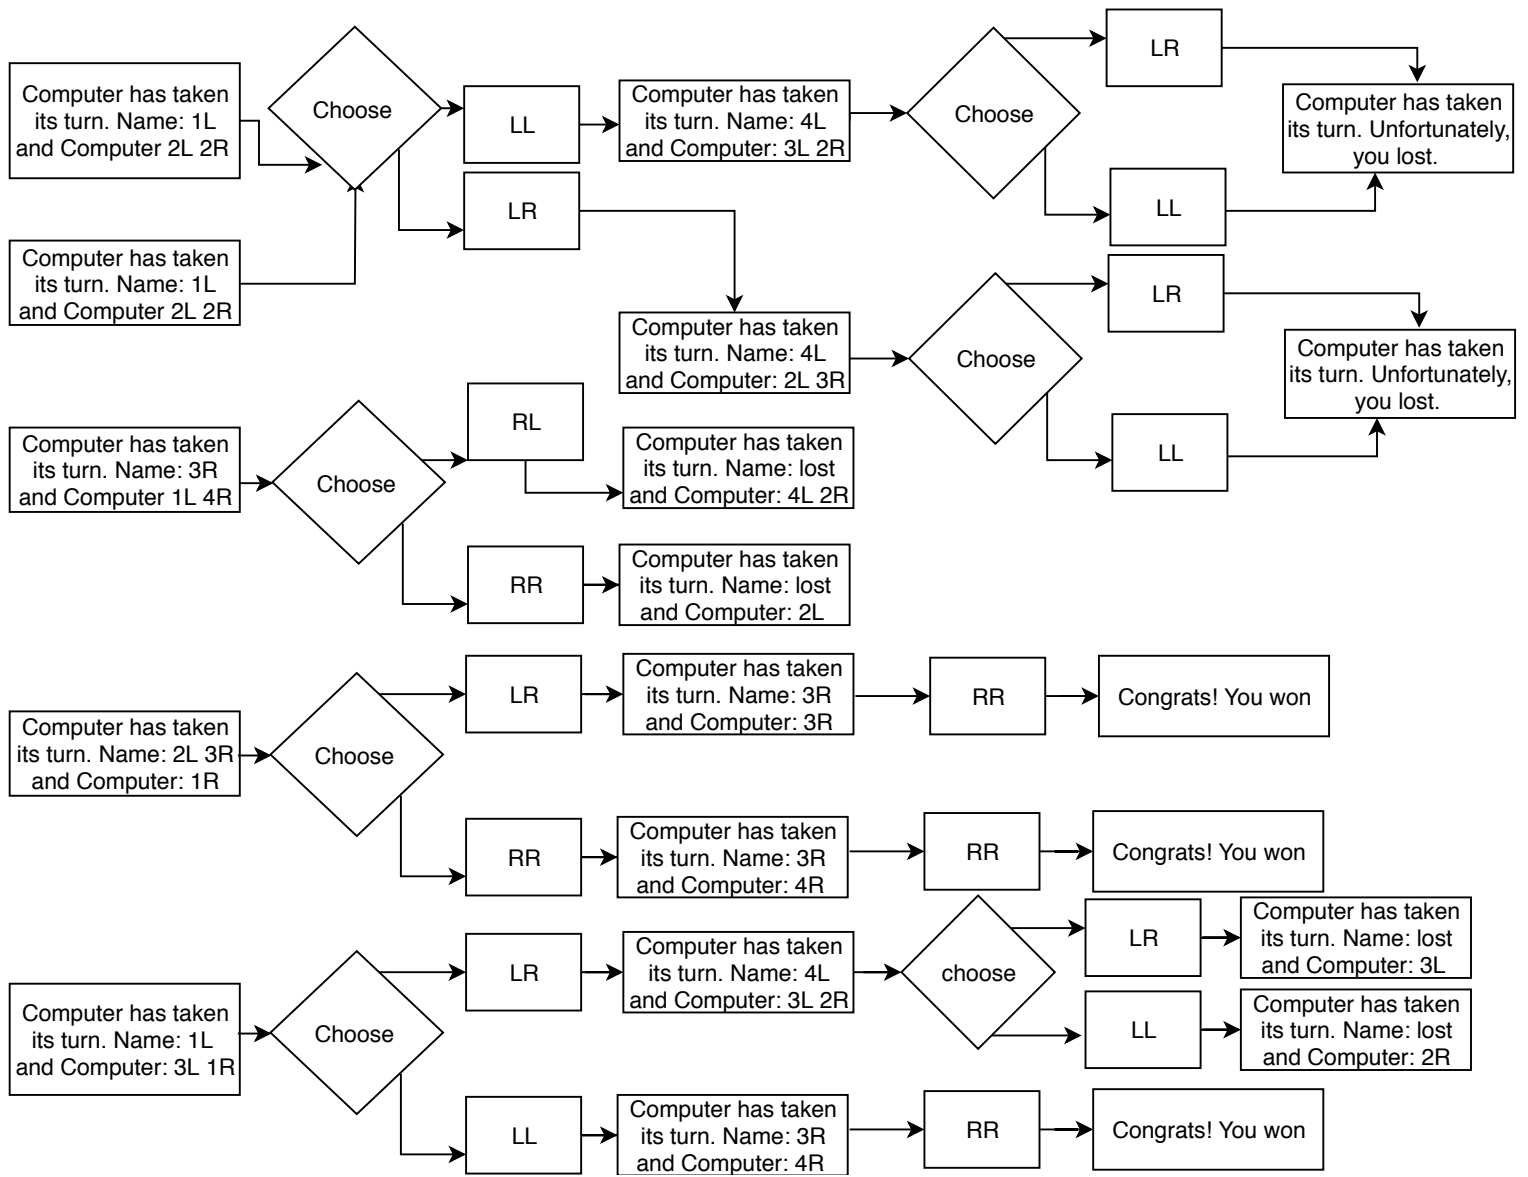 Computer has taken
its turn. Name: 1L
and Computer 2L 2R
Choose
LL
Computer has taken
its turn. Name: 4L
and Computer: 3L 2R
Choose
LR
Computer has taken
its turn. Unfortunately,
you lost.
LL
LR
Computer has taken
its turn. Name: 1L
and Computer 2L 2R
Computer has taken
its turn. Name: 4L
and Computer: 2L 3R
Choose
LR
Computer has taken
its turn. Unfortunately,
you lost.
LL
Computer has taken
its turn. Name: 3R
and Computer 1L 4R
Choose
RL
Computer has taken
its turn. Name: lost
and Computer: 4L 2R
RR
Computer has taken
its turn. Name: lost
and Computer: 2L
Computer has taken
its turn. Name: 2L 3R
and Computer: 1R
Choose
LR
Computer has taken
its turn. Name: 3R
and Computer: 3R
RR
Congrats! You won
RR
Computer has taken
its turn. Name: 3R
and Computer: 4R
RR
Congrats! You won
Computer has taken
its turn. Name: 1L
and Computer: 3L 1R
Choose
LR
Computer has taken
its turn. Name: 4L
and Computer: 3L 2R
choose
LR
Computer has taken
its turn. Name: lost
and Computer: 3L
LL
Computer has taken
its turn. Name: lost
and Computer: 2R
LL
Computer has taken
its turn. Name: 3R
and Computer: 4R
RR
Congrats! You won